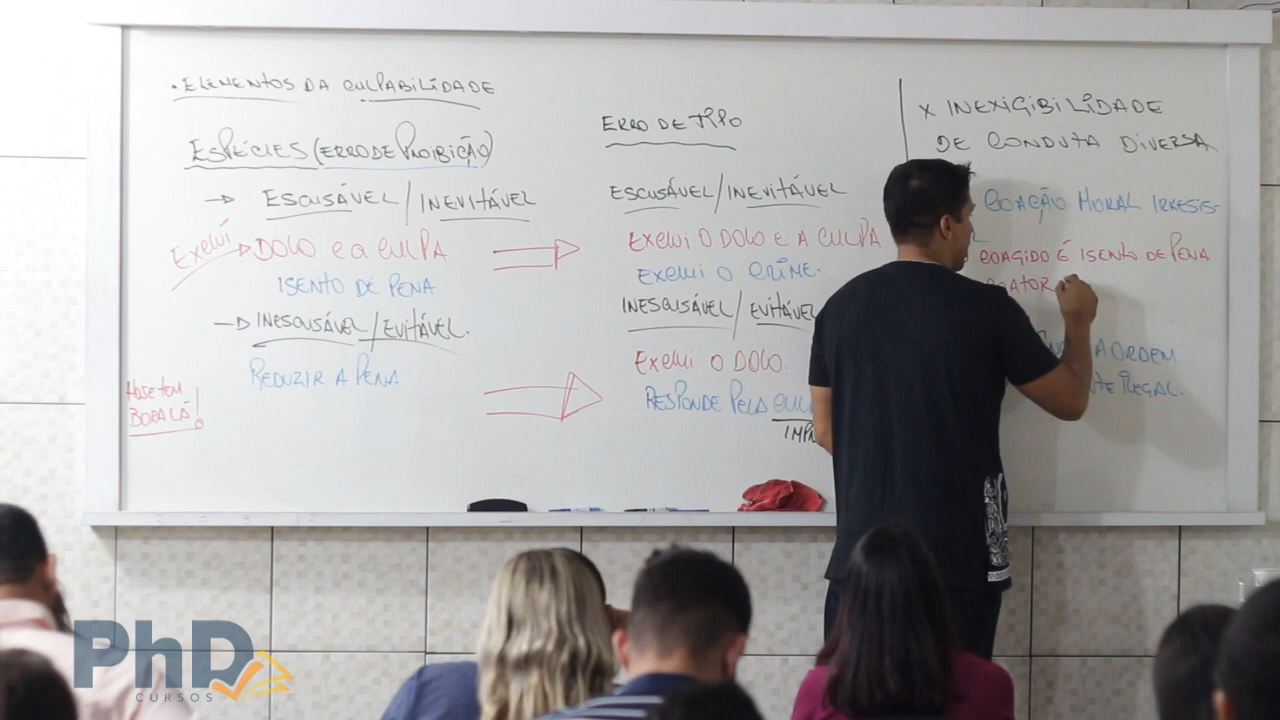 . ELEMENTOS DA CULPABILIDADE
ESPÉCIES (ERRO DE PROIBIÇÃO)
→ ESCUSÁVEL / INEVITÁVEL
Exclui → DOLO e a CULPA
ISENTO DE PENA
→ INESCUSÁVEL / EVITÁVEL.
REDUZIR A PENA
HOJE TEM
BORA LÁ!
ERRO DE TIPO
ESCUSÁVEL / INEVITÁVEL
EXCLUI O DOLO E A CULPA
EXCLUI O CRIME.
INESCUSÁVEL / EVITÁVEL
EXCLUI O DOLO.
RESPONDE PELA
X INEXIGIBILIDADE
DE CONDUTA DIVERSA
COAÇÃO MORAL IRRESIS-
COAGIDO É ISENTO DE PENA
COATOR
A ORDEM
ILEGAL.
PhD
CURSOS